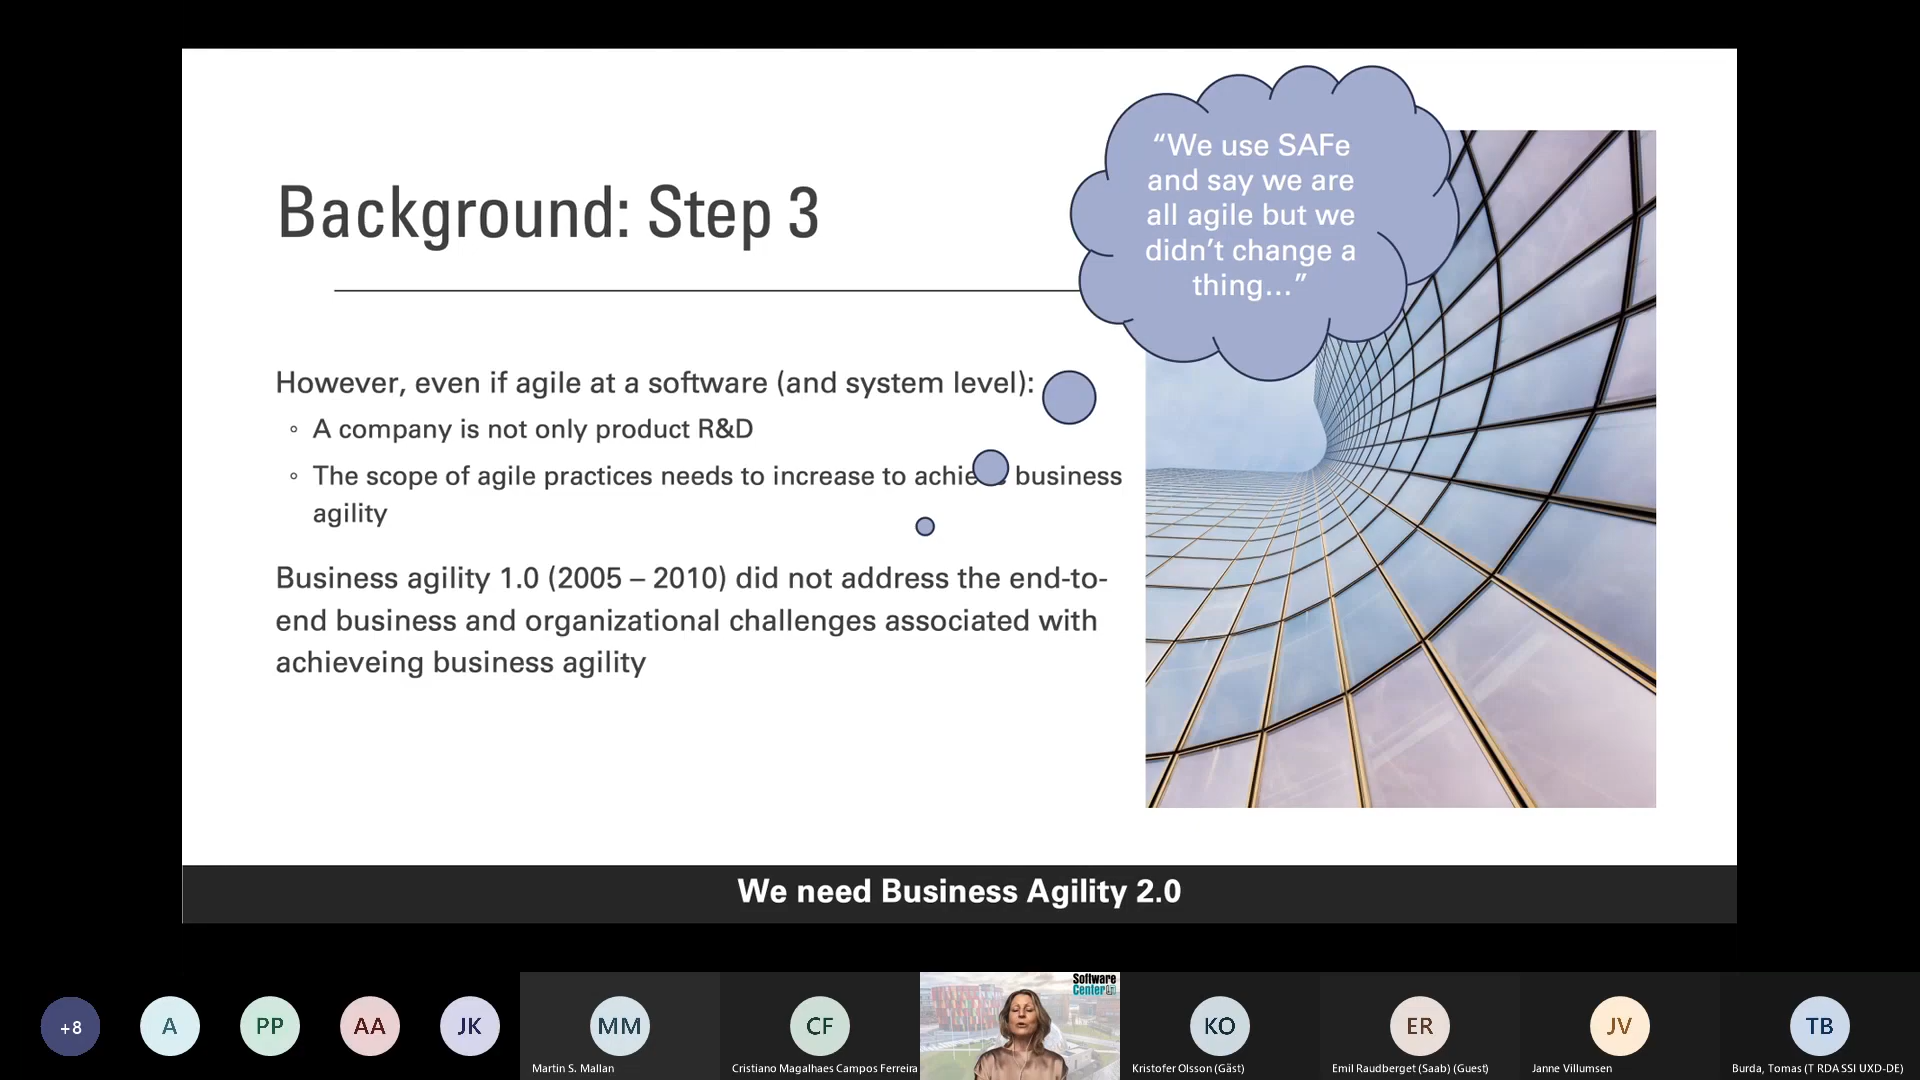 “We use SAFe
and say we are
all agile but we
didn’t change a
thing…”
Background: Step 3
However, even if agile at a software (and system level):
◦ A company is not only product R&D
◦ The scope of agile practices needs to increase to business
agility
Business agility 1.0 (2005 – 2010) did not address the end-to-
end business and organizational challenges associated with
achieveing business agility
We need Business Agility 2.0
Software
Center
+8
A
PP
AA
JK
MM
CF
KO
ER
JV
TB
Martin S. Mallan
Cristiano Magalhaes Campos Ferreira
Kristofer Olsson (Gäst)
Emil Raudberget (Saab) (Guest)
Janne Villumsen
Burda, Tomas (T RDA SSI UXD-DE)